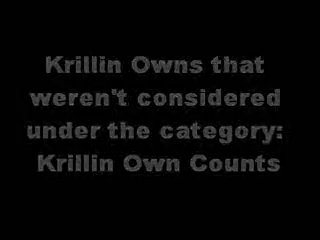 Krillin Owns that
weren't considered
under the category:
Krillin Own Counts